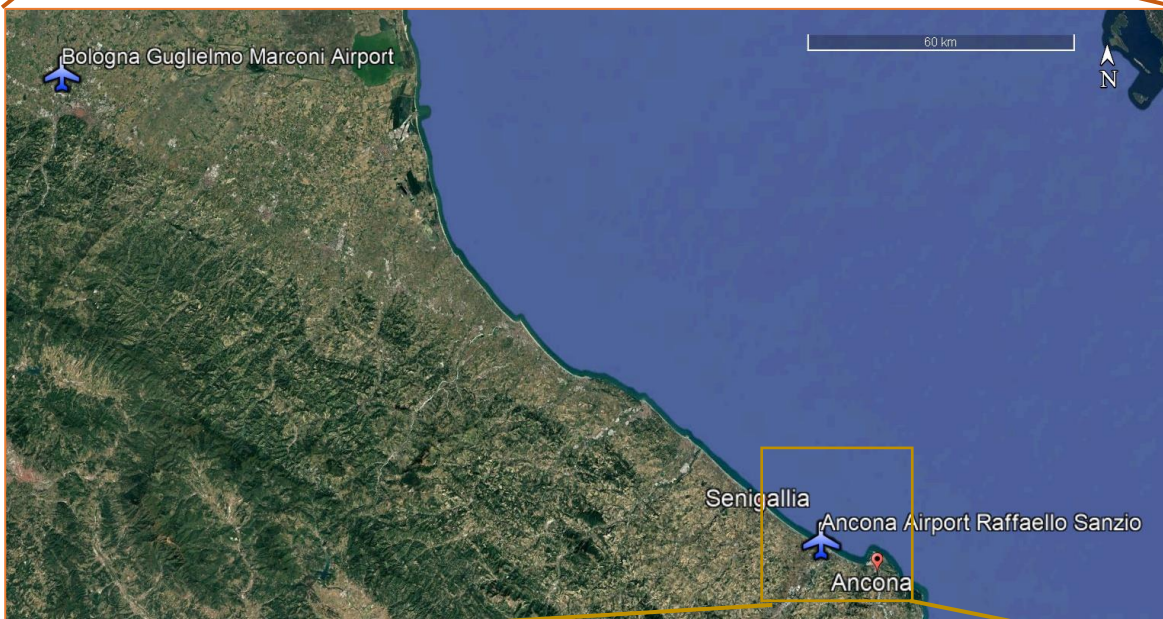 Bologna Guglielmo Marconi Airport
60 km
N
Senigallia
Ancona Airport Raffaello Sanzio
Ancona